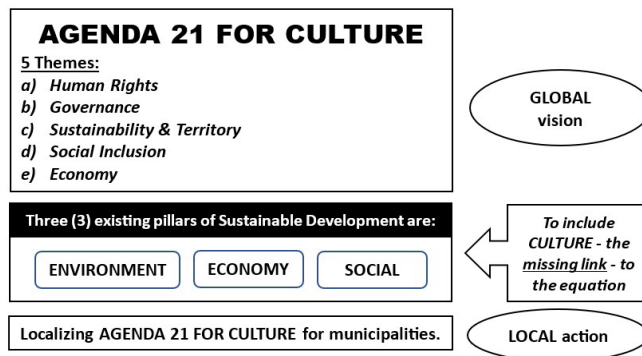 AGENDA 21 FOR CULTURE
5 Themes:
a) Human Rights
b) Governance
c) Sustainability & Territory
d) Social Inclusion
e) Economy
GLOBAL
vision
Three (3) existing pillars of Sustainable Development are:
ENVIRONMENT
ECONOMY
SOCIAL
To include
CULTURE - the
missing link - to
the equation
Localizing AGENDA 21 FOR CULTURE for municipalities.
LOCAL action